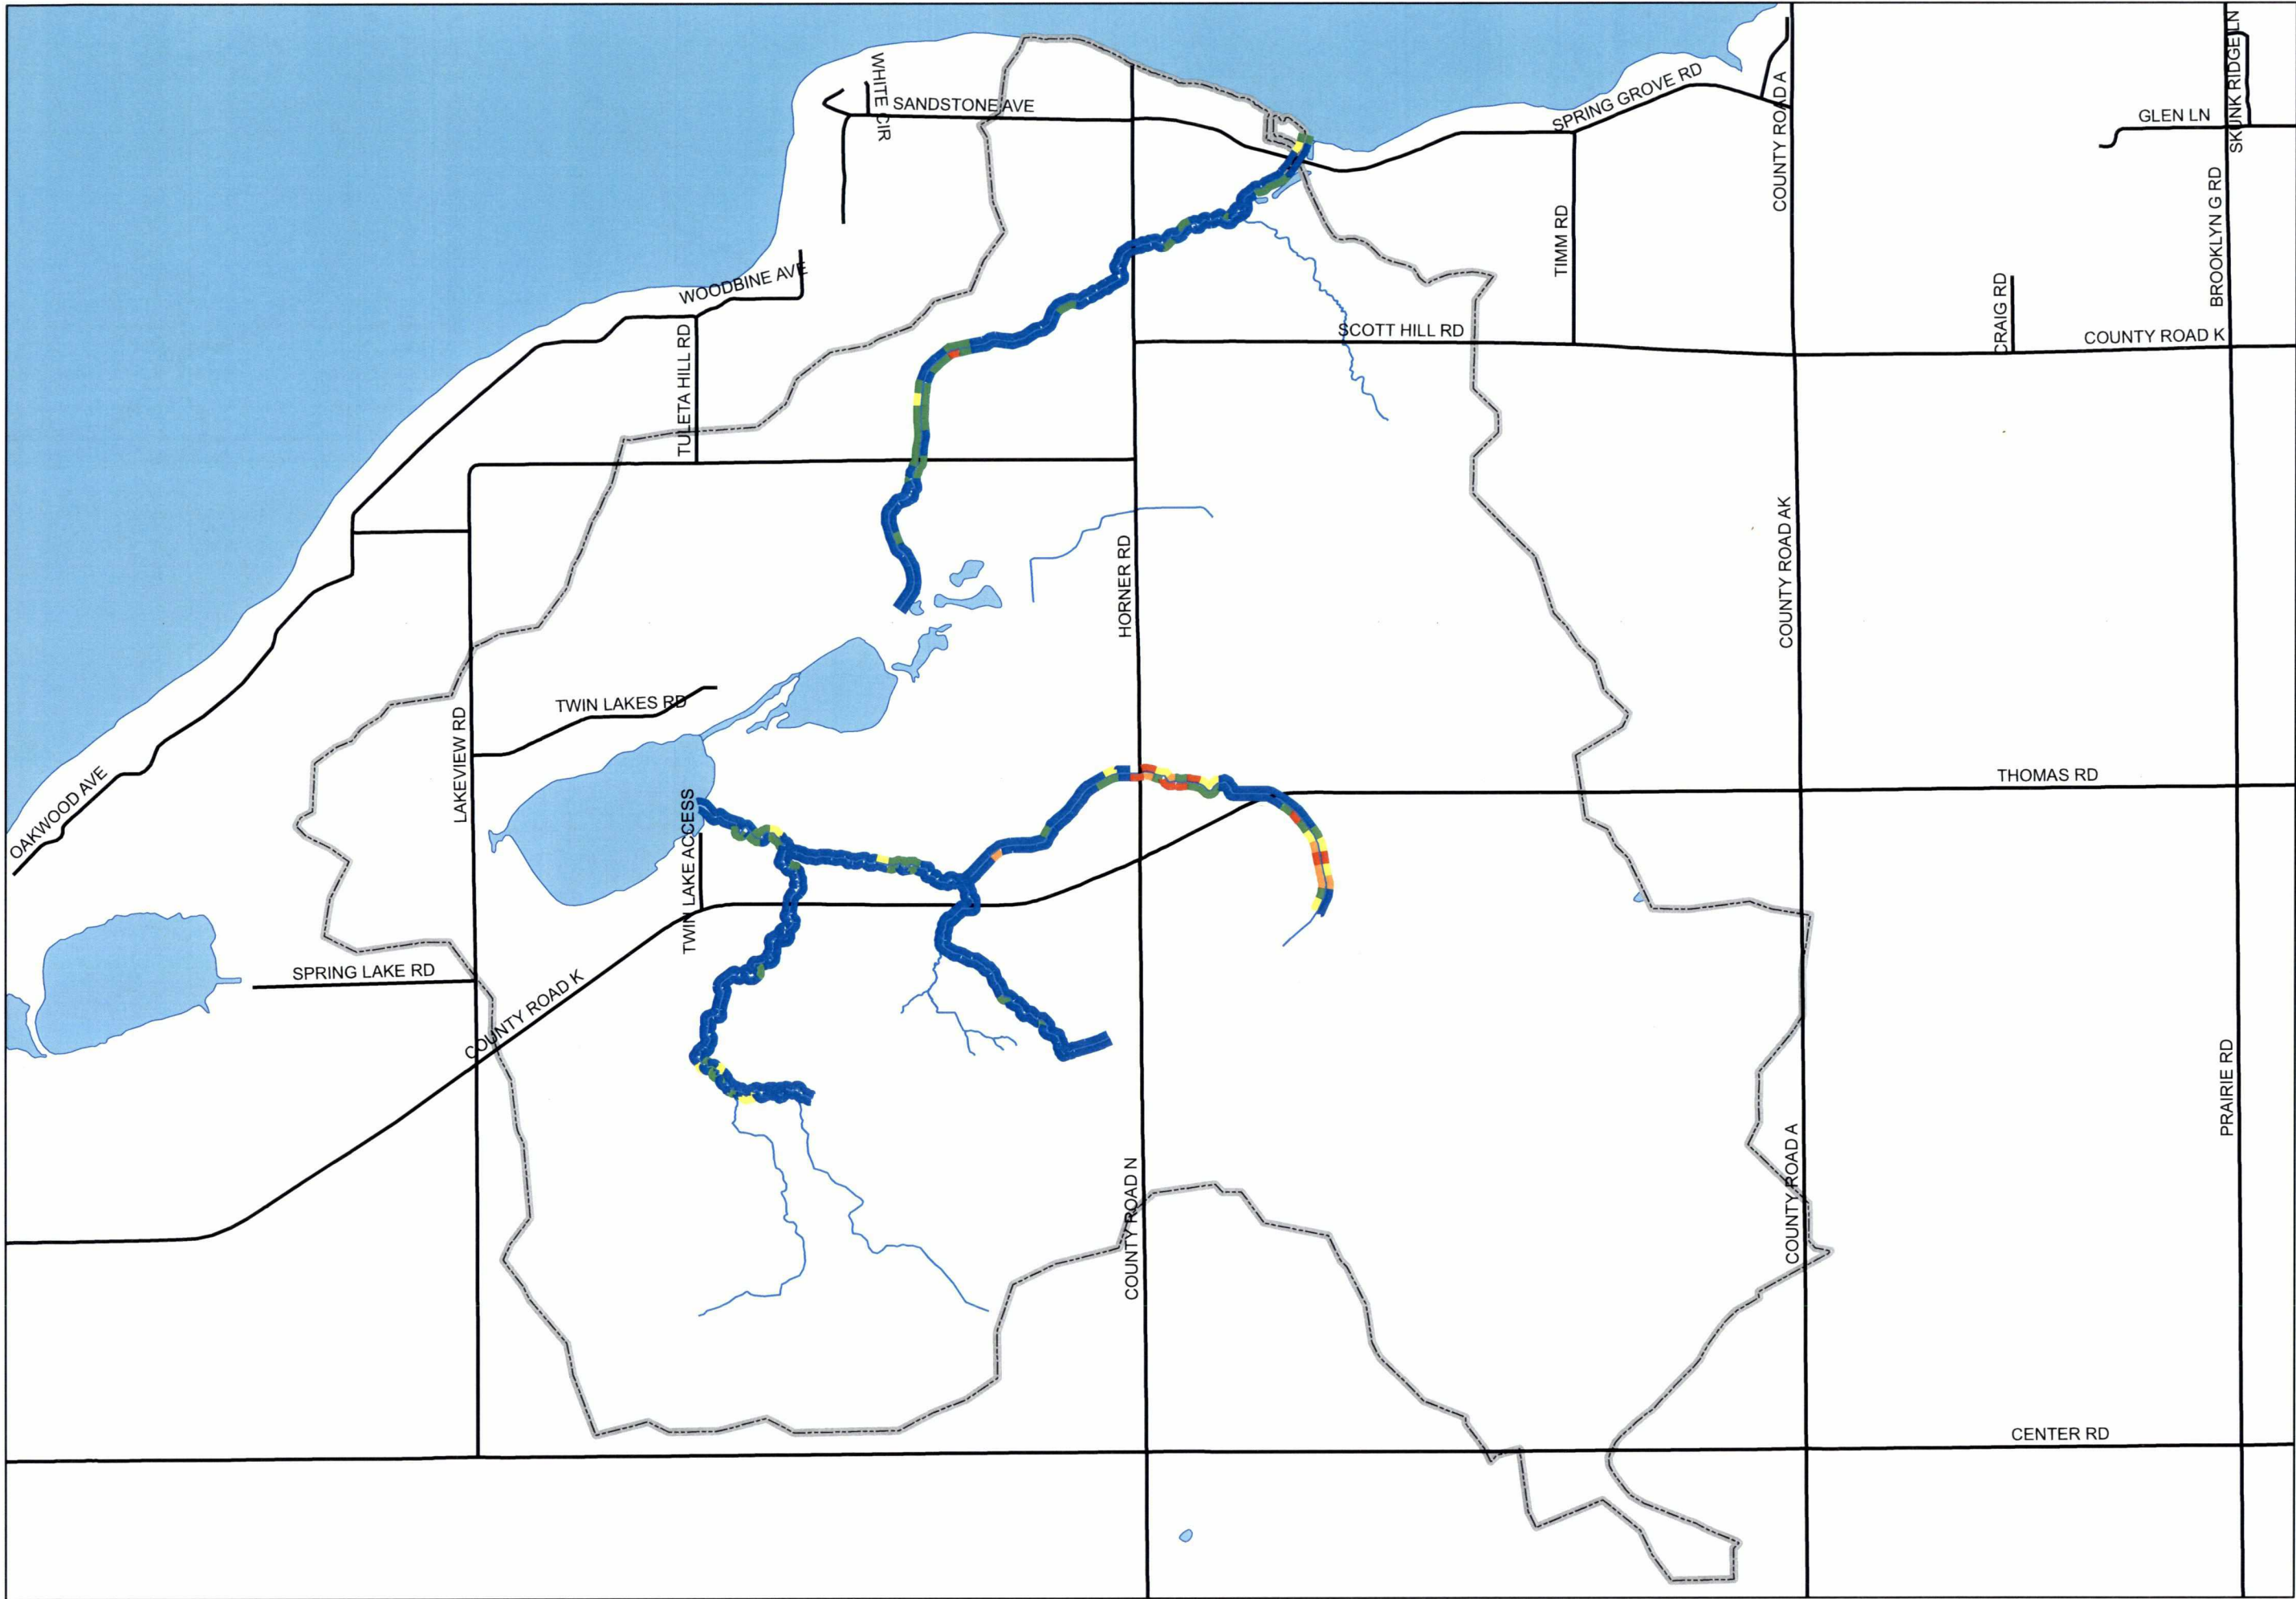 WHITE CIR
SANDSTONE AVE
SPRING GROVE RD
COUNTY ROAD A
SKUNK RIDGE LN
GLEN LN
BROOKLYN G RD
TIMM RD
WOODBINE AVE
TULETA HILL RD
SCOTT HILL RD
CRAIG RD
COUNTY ROAD K
HORNER RD
COUNTY ROAD AK
TWIN LAKES RD
LAKEVIEW RD
OAKWOOD AVE
TWIN LAKE ACCESS
THOMAS RD
SPRING LAKE RD
COUNTY ROAD K
COUNTY ROAD N
COUNTY ROAD A
PRAIRIE RD
CENTER RD